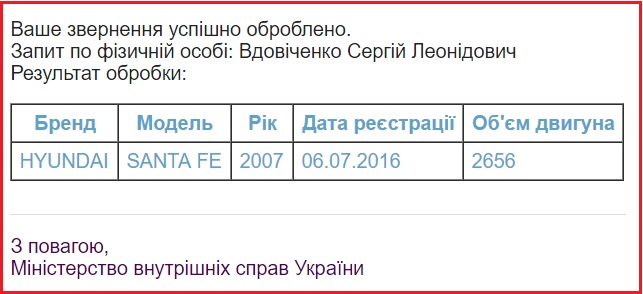 Ваше звернення успішно оброблено.
Запит по фізичній особі: Вдовіченко Сергій Леонідович
Результат обробки:
Бренд Модель Рік Дата реєстрації Об'єм двигуна
HYUNDAI SANTA FE 2007 06.07.2016 2656
З повагою,
Міністерство внутрішніх справ України